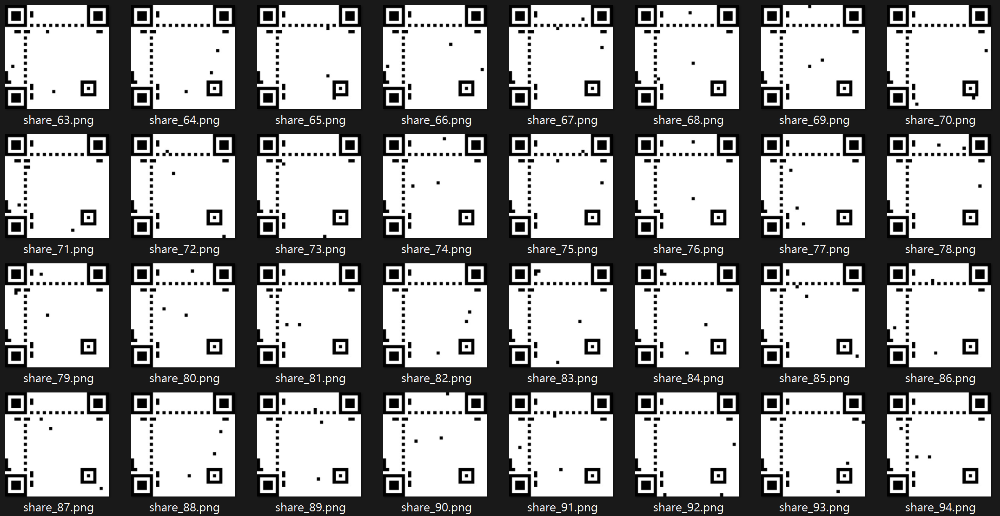 share_63.png share_64.png share_65.png share_66.png share_67.png share_68.png share_69.png share_70.png
share_71.png share_72.png share_73.png share_74.png share_75.png share_76.png share_77.png share_78.png
share_79.png share_80.png share_81.png share_82.png share_83.png share_84.png share_85.png share_86.png
share_87.png share_88.png share_89.png share_90.png share_91.png share_92.png share_93.png share_94.png